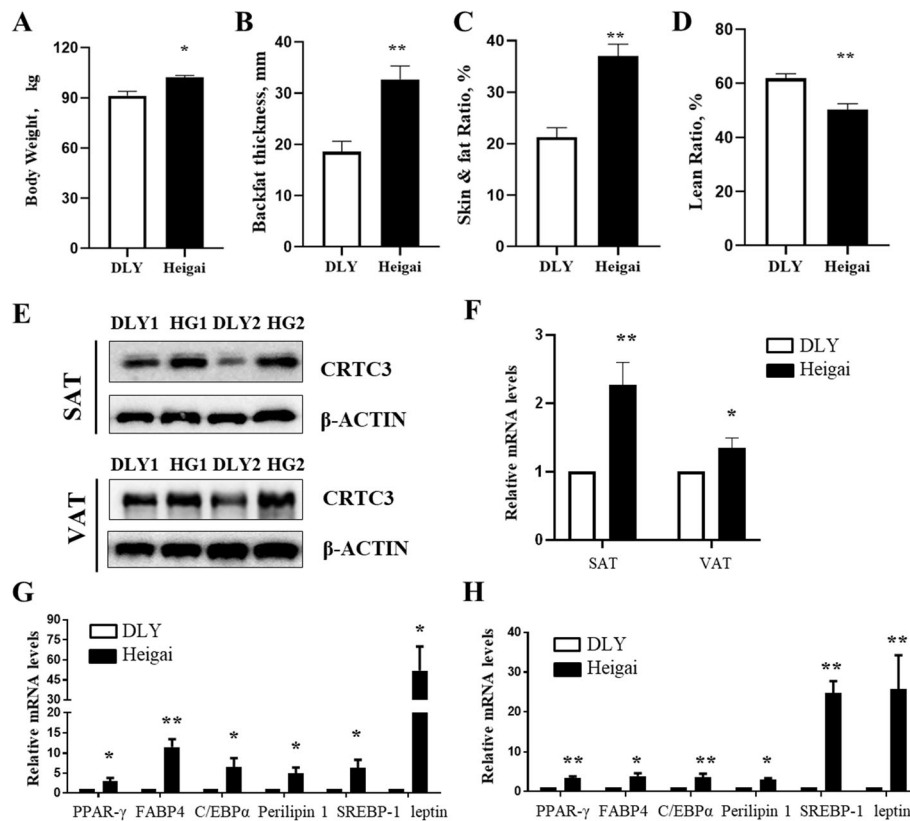 A
Body Weight， kg
120
90
60
30
0
*
DLY Heigai
B
Backfat thickness, mm
40
30
20
10
0
**
DLY Heigai
C
Skin & fat Ratio, %
50
40
30
20
10
0
**
DLY Heigai
D
Lean Ratio, %
80
60
40
20
0
**
DLY Heigai
E
SAT
DLY1 HG1 DLY2 HG2
CRTC3
β-ACTIN
VAT
DLY1 HG1 DLY2 HG2
CRTC3
β-ACTIN
F
Relative mRNA levels
3
2
1
0
** *
DLY
Heigai
SAT VAT
G
Relative mRNA levels
90
75
60
45
30
15
10
5
0
DLY
Heigai
* ** * * * *
PPAR-γ FABP4 C/EBPα Perilipin 1 SREBP-1 leptin
H
Relative mRNA levels
40
30
20
10
0
DLY
Heigai
** * ** * ** **
PPAR-γ FABP4 C/EBPα Perilipin 1 SREBP-1 leptin